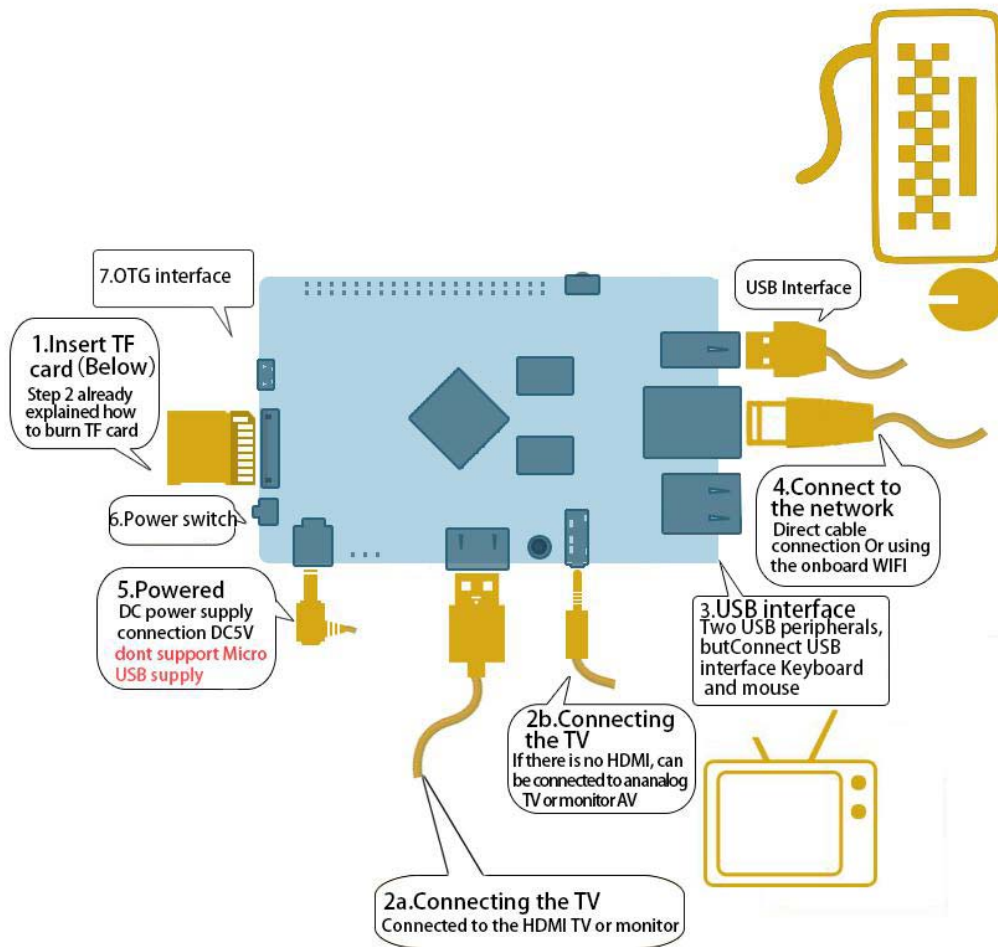 7.OTG interface
USB Interface
1.Insert TF
card (Below)
Step 2 already
explained how
to burn TF card
6.Power switch
4.Connect to
the network
Direct cable
connection Or using
the onboard WIFI
5.Powered
DC power supply
connection DC5V
dont support Micro
USB supply
3.USB interface
Two USB peripherals,
butConnect USB
interface Keyboard
and mouse
2b.Connecting
the TV
If there is no HDMI, can
be connected to ananalog
TV or monitor AV
2a.Connecting the TV
Connected to the HDMI TV or monitor